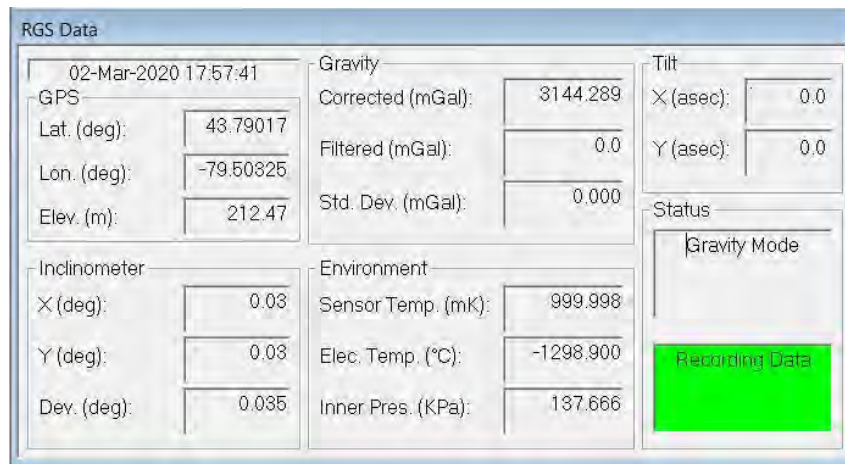 RGS Data
02-Mar-2020 17:57:41
GPS
Lat. (deg): 43.79017
Lon. (deg): -79.50325
Elev. (m): 212.47
Gravity
Corrected (mGal): 3144.289
Filtered (mGal): 0.0
Std. Dev. (mGal): 0.000
Tilt
X (asec): 0.0
Y (asec): 0.0
Inclinometer
X (deg): 0.03
Y (deg): 0.03
Dev. (deg): 0.035
Environment
Sensor Temp. (mK): 999.998
Elec. Temp. (°C): -1298.900
Inner Pres. (KPa): 137.666
Status
Gravity Mode
Recording Data